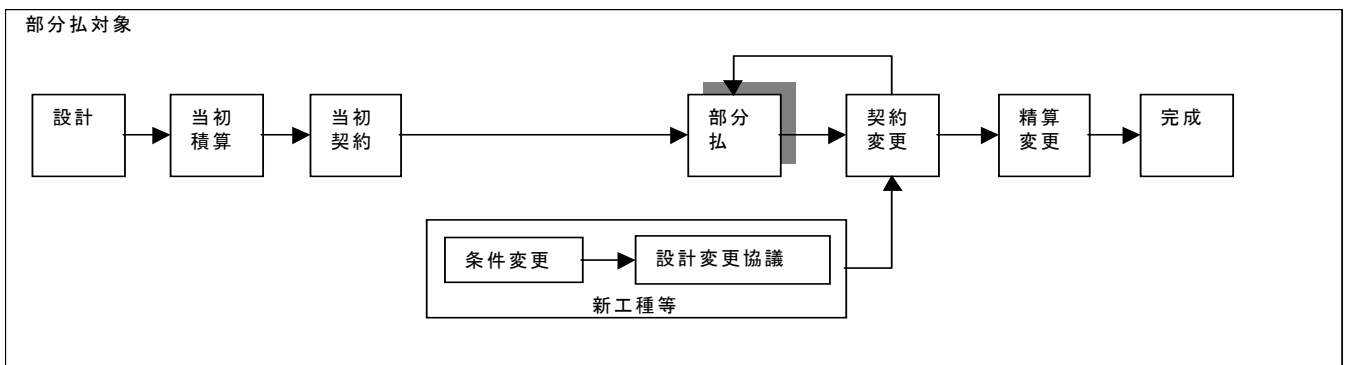 部分払対象
設計
当初
積算
当初
契約
部分
払
契約
変更
精算
変更
完成
条件変更
設計変更協議
新工種等